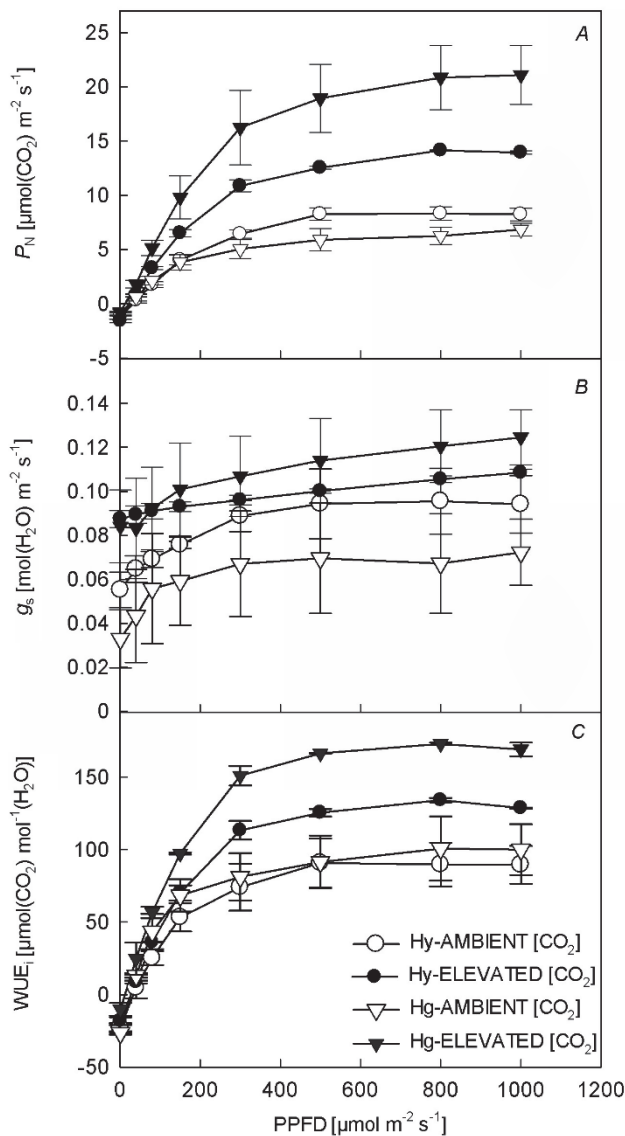 A
25
20
15
10
5
0
-5
P_N [µmol(CO₂) m⁻² s⁻¹]
B
0.14
0.12
0.10
0.08
0.06
0.04
0.02
0
g_s [mol(H₂O) m⁻² s⁻¹]
C
150
100
50
0
-50
WUE_i [µmol(CO₂) mol⁻¹(H₂O)]
Hy-AMBIENT [CO₂]
Hy-ELEVATED [CO₂]
Hg-AMBIENT [CO₂]
Hg-ELEVATED [CO₂]
0 200 400 600 800 1000 1200
PPFD [µmol m⁻² s⁻¹]